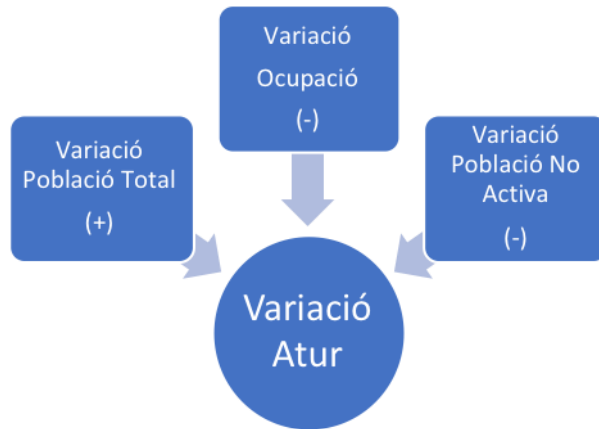 Variació
Ocupació
(-)
Variació
Població Total
(+)
Variació
Població No
Activa
(-)
Variació
Atur